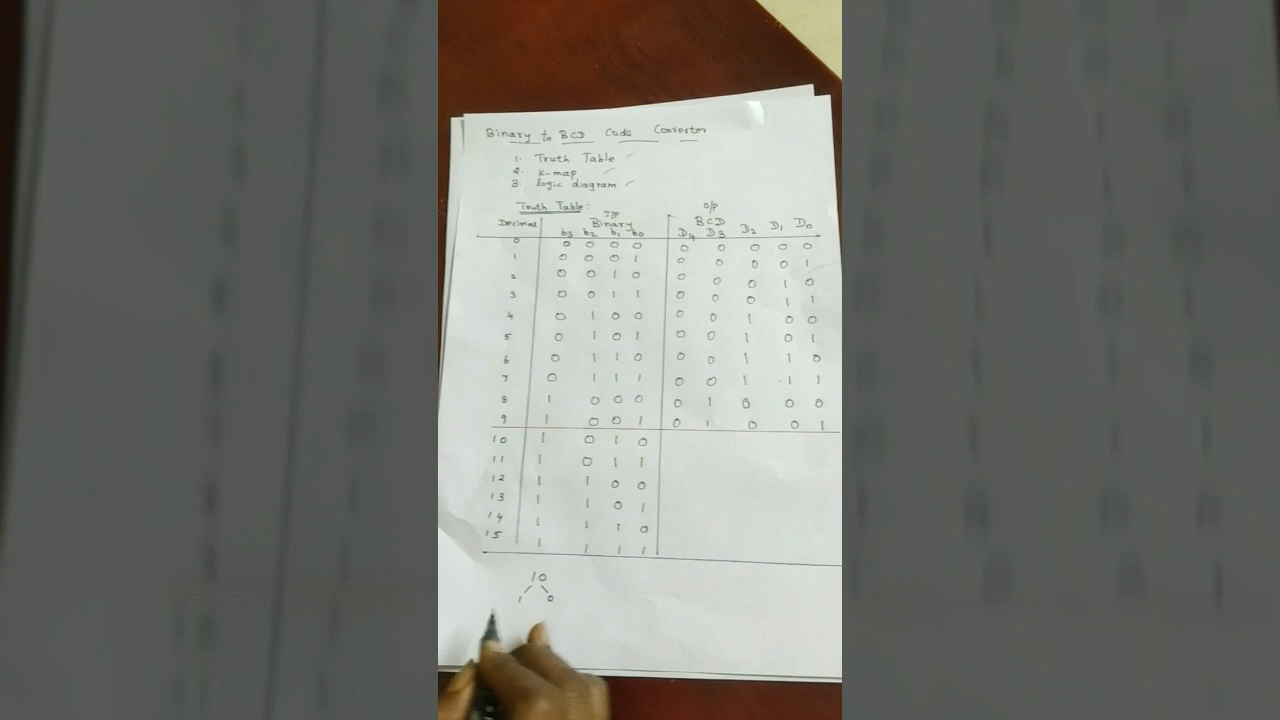 Binary to BCD Code Converter
1. Truth Table
2. K-map
3. logic diagram
Truth Table:
I/P O/P
Decimal Binary BCD
b3 b2 b1 b0 D4 D3 D2 D1 D0
0 0 0 0 0 0 0 0 0 0
1 0 0 0 1 0 0 0 0 1
2 0 0 1 0 0 0 0 1 0
3 0 0 1 1 0 0 0 1 1
4 0 1 0 0 0 0 1 0 0
5 0 1 0 1 0 0 1 0 1
6 0 1 1 0 0 0 1 1 0
7 0 1 1 1 0 0 1 1 1
8 1 0 0 0 0 1 0 0 0
9 1 0 0 1 0 1 0 0 1
10 1 0 1 0
11 1 0 1 1
12 1 1 0 0
13 1 1 0 1
14 1 1 1 0
15 1 1 1 1
10
1 0